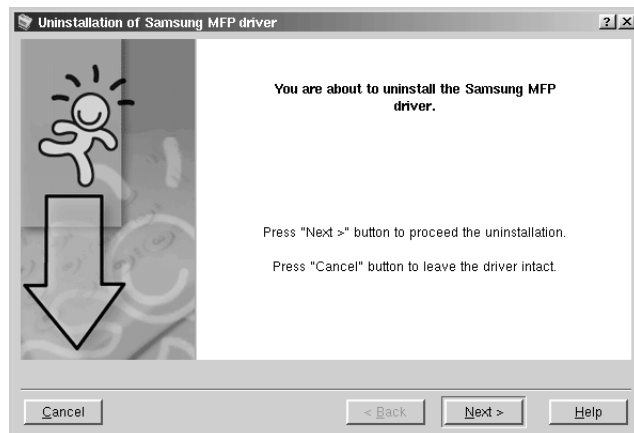 Uninstallation of Samsung MFP driver
You are about to uninstall the Samsung MFP
driver.
Press "Next >" button to proceed the uninstallation.
Press "Cancel" button to leave the driver intact.
Cancel
< Back
Next >
Help